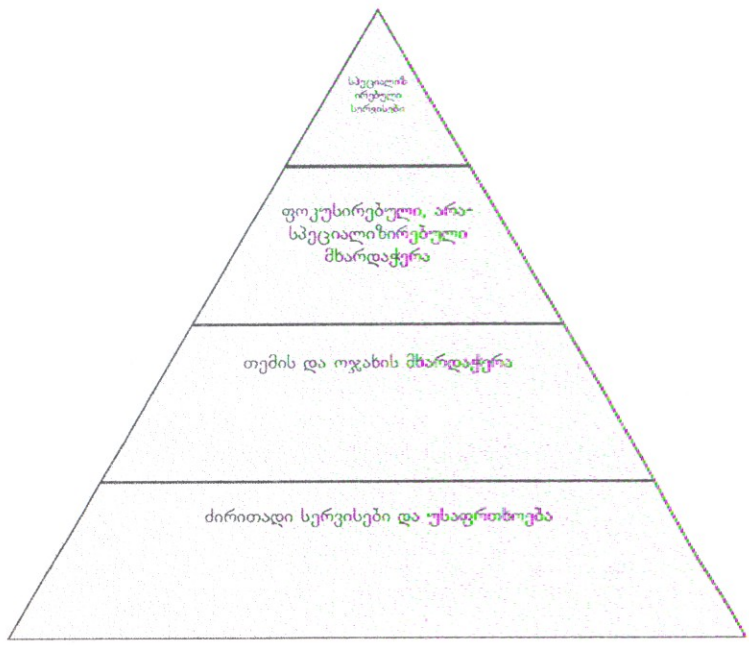 სპეციალიზ
ირებული
სერვისები
ფოკუსირებული, არა-
სპეციალიზირებული
მხარდაჭერა
თემის და ოჯახის მხარდაჭერა
ძირითადი სერვისები და უსაფრთხოება